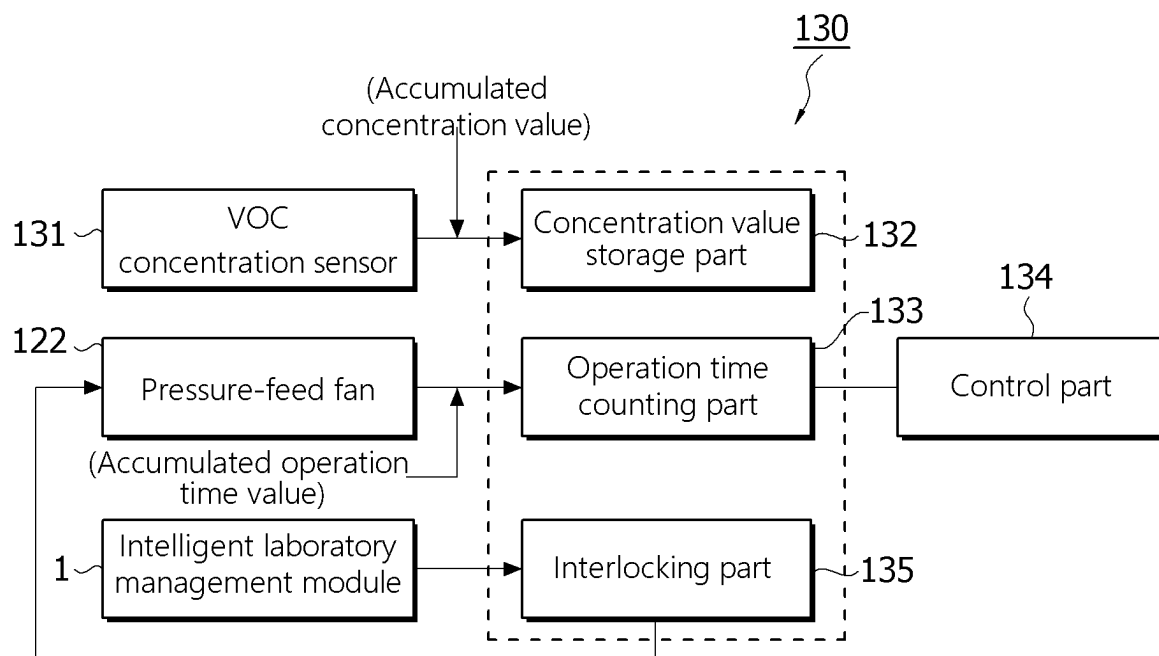 130
(Accumulated
concentration value)
131
VOC
concentration sensor
Concentration value
storage part
132
122
Pressure-feed fan
133
Operation time
counting part
134
Control part
(Accumulated operation
time value)
1
Intelligent laboratory
management module
Interlocking part
135